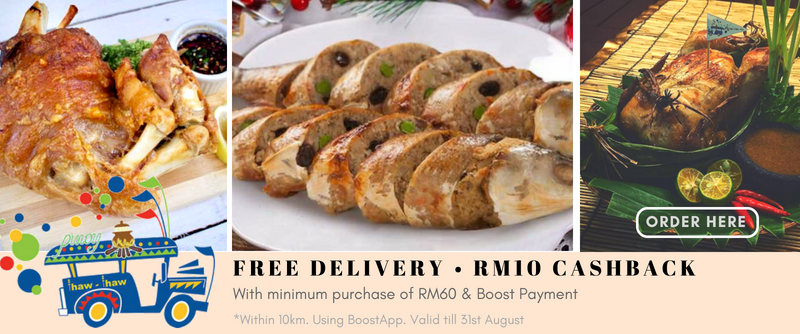 ORDER HERE
FREE DELIVERY • RM10 CASHBACK
With minimum purchase of RM60 & Boost Payment
*Within 10km. Using BoostApp. Valid till 31st August
pinoy
haw - haw